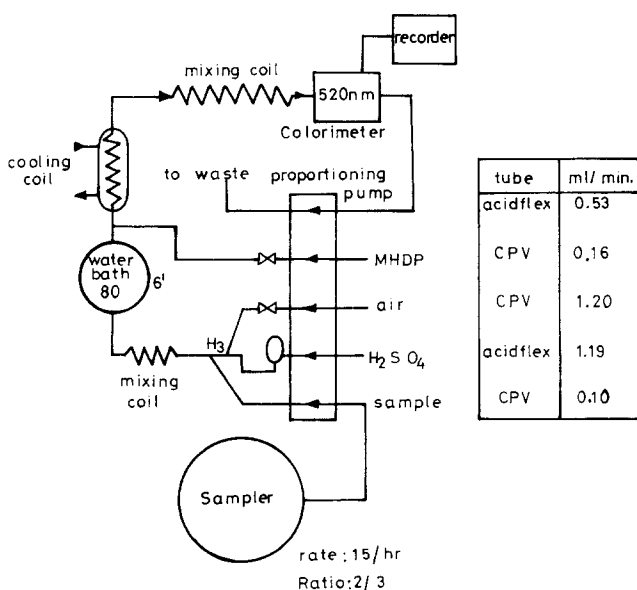 recorder
mixing coil
520nm
Colorimeter
cooling
coil
to waste
proportioning
pump
water
bath
80
6'
MHDP
air
H3
H2SO4
mixing
coil
sample
Sampler
rate: 15/hr
Ratio: 2/3
tube ml/min.
acidflex 0.53
CPV 0.16
CPV 1.20
acidflex 1.19
CPV 0.10